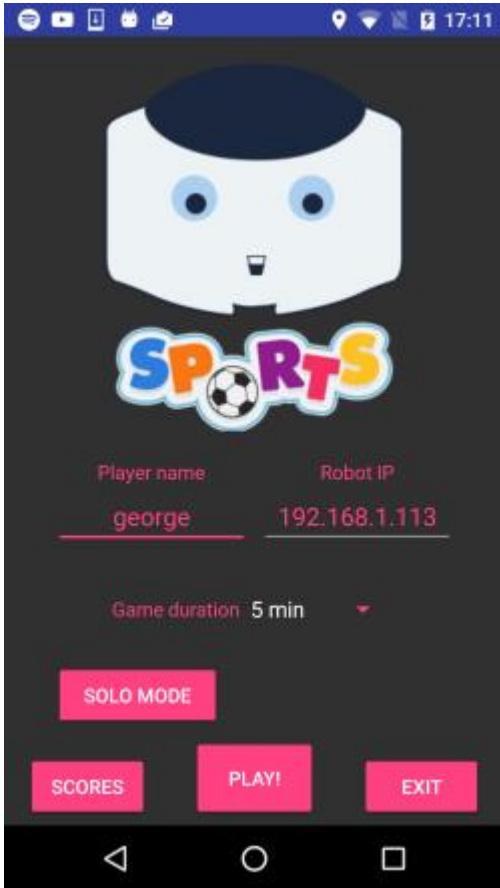 17:11
SPORTS
Player name
Robot IP
george
192.168.1.113
Game duration 5 min
SOLO MODE
SCORES
PLAY!
EXIT